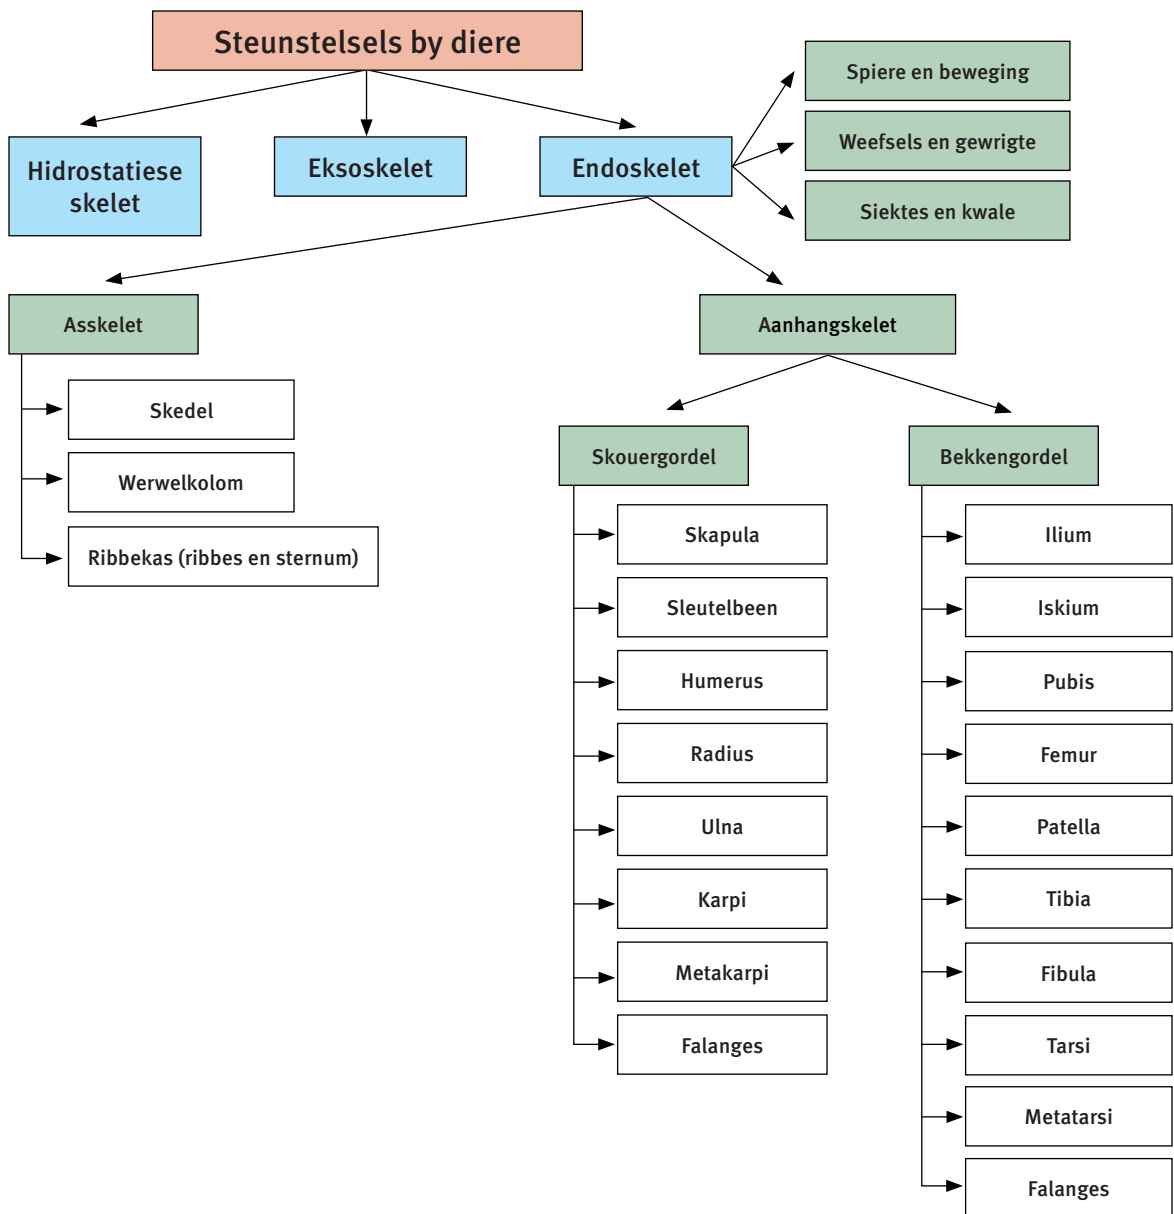 Steunstelsels by diere
Spiere en beweging
Weefsels en gewrigte
Siektes en kwale
Hidrostatiese
skelet
Eksoskelet
Endoskelet
Asskelet
Skedel
Werwelkolom
Ribbekas (ribbes en sternum)
Aanhangskelet
Skouergordel
Skapula
Sleutelbeen
Humerus
Radius
Ulna
Karpi
Metakarpi
Falanges
Bekkengordel
Ilium
Iskium
Pubis
Femur
Patella
Tibia
Fibula
Tarsi
Metatarsi
Falanges